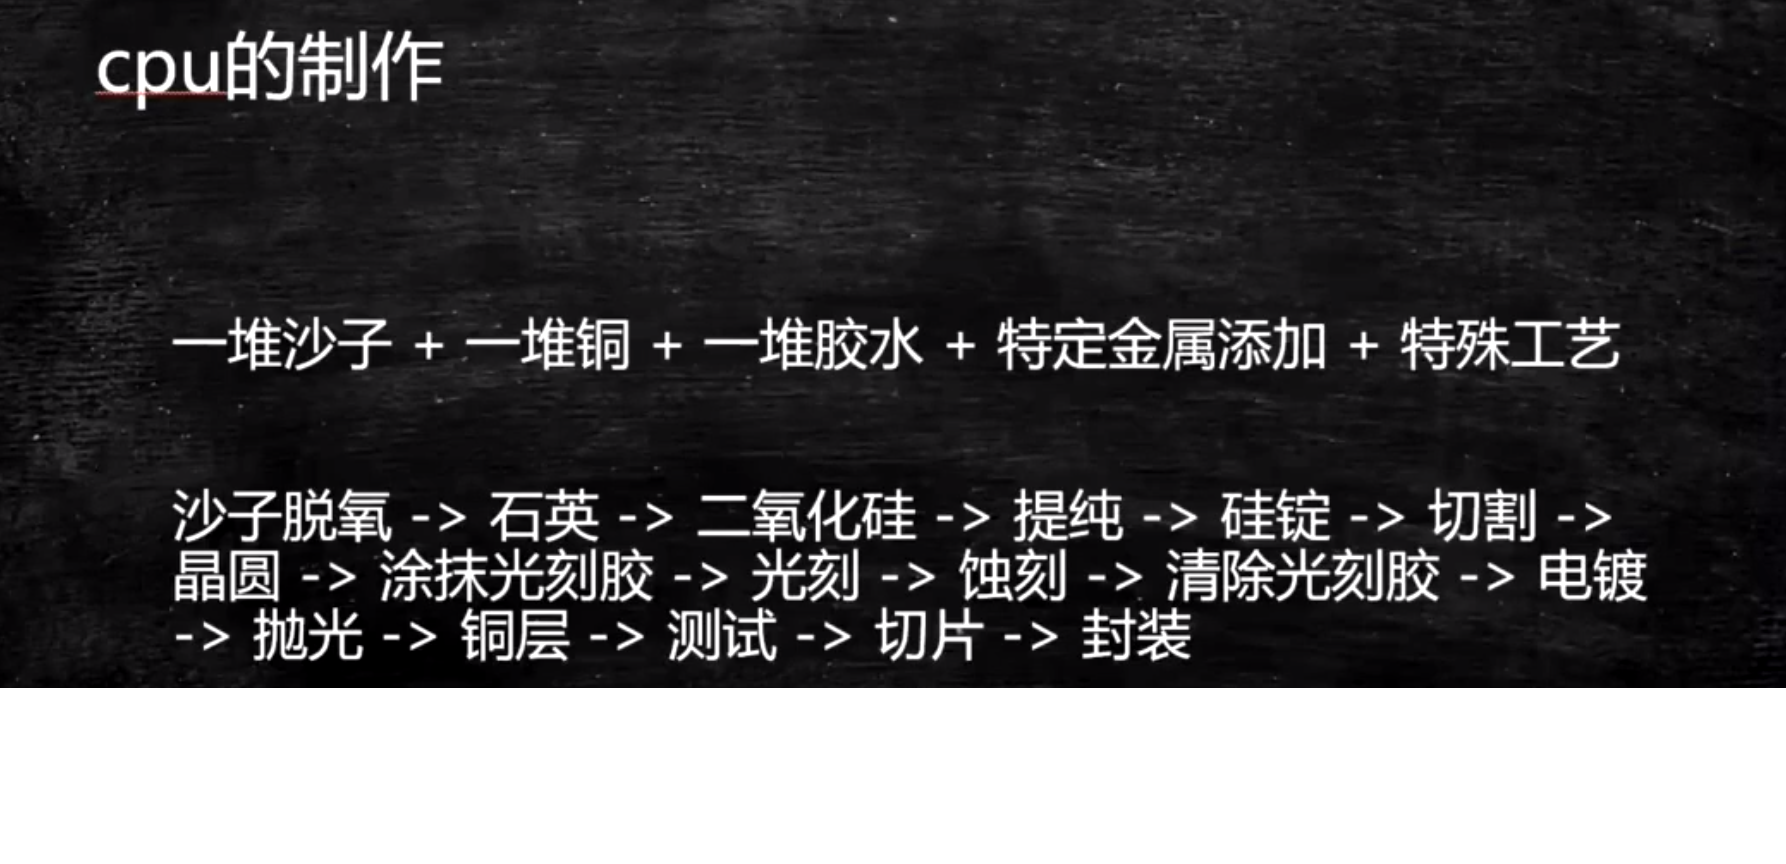 cpu的制作
一堆沙子 + 一堆铜 + 一堆胶水 + 特定金属添加 + 特殊工艺
沙子脱氧 -> 石英 -> 二氧化硅 -> 提纯 -> 硅锭 -> 切割 ->
晶圆 -> 涂抹光刻胶 -> 光刻 -> 蚀刻 -> 清除光刻胶 -> 电镀
-> 抛光 -> 铜层 -> 测试 -> 切片 -> 封装